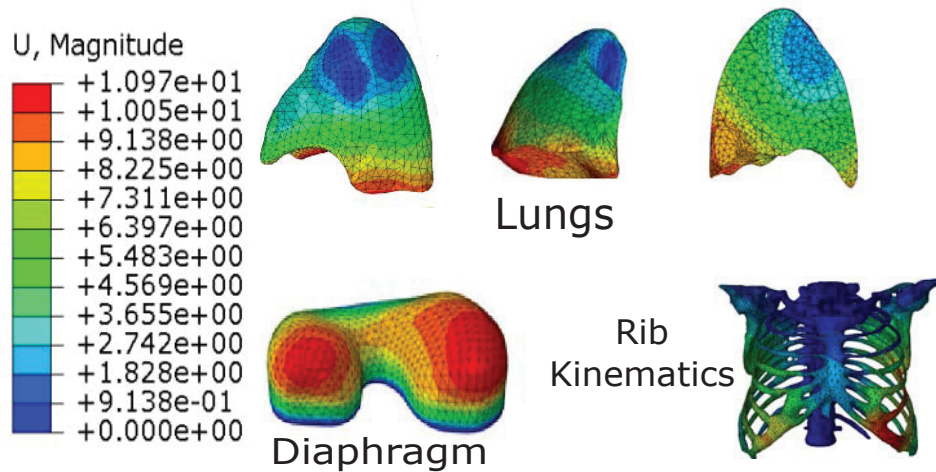 U, Magnitude
+1.097e+01
+1.005e+01
+9.138e+00
+8.225e+00
+7.311e+00
+6.397e+00
+5.483e+00
+4.569e+00
+3.655e+00
+2.742e+00
+1.828e+00
+9.138e-01
+0.000e+00
Lungs
Diaphragm
Rib
Kinematics